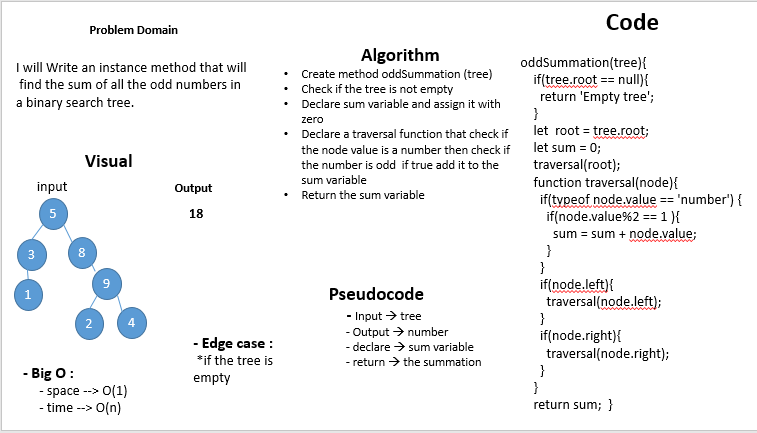 Problem Domain
I will Write an instance method that will
find the sum of all the odd numbers in
a binary search tree.
Visual
input
Output
5
18
3
8
1
9
2
4
- Big O :
- space --> O(1)
- time --> O(n)
- Edge case :
*if the tree is
empty
Algorithm
• Create method oddSummation (tree)
• Check if the tree is not empty
• Declare sum variable and assign it with
zero
• Declare a traversal function that check if
the node value is a number then check if
the number is odd if true add it to the
sum variable
• Return the sum variable
Pseudocode
- Input → tree
- Output → number
- declare → sum variable
- return → the summation
Code
oddSummation(tree){
if(tree.root == null){
return 'Empty tree';
}
let root = tree.root;
let sum = 0;
traversal(root);
function traversal(node){
if(typeof node.value == 'number') {
if(node.value%2 == 1 ){
sum = sum + node.value;
}
}
if(node.left){
traversal(node.left);
}
if(node.right){
traversal(node.right);
}
}
return sum; }